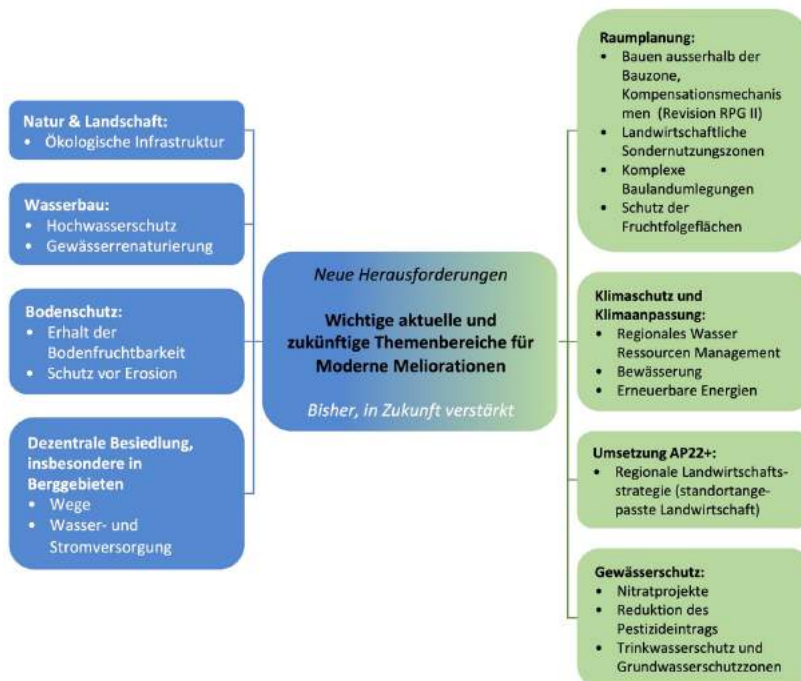 Natur & Landschaft:
• Ökologische Infrastruktur
Wasserbau:
• Hochwasserschutz
• Gewässerrenaturierung
Bodenschutz:
• Erhalt der
Bodenfruchtbarkeit
• Schutz vor Erosion
Dezentrale Besiedlung,
insbesondere in
Berggebieten
• Wege
• Wasser- und
Stromversorgung
Neue Herausforderungen
Wichtige aktuelle und
zukünftige Themenbereiche für
Moderne Meliorationen
Bisher, in Zukunft verstärkt
Raumplanung:
• Bauen ausserhalb der
Bauzone,
Kompensationsmechanis
men (Revision RPG II)
• Landwirtschaftliche
Sondernutzungszonen
• Komplexe
Baulandumlegungen
• Schutz der
Fruchtfolgeflächen
Klimaschutz und
Klimaanpassung:
• Regionales Wasser
Ressourcen Management
• Bewässerung
• Erneuerbare Energien
Umsetzung AP22+:
• Regionale Landwirtschafts-
strategie (standortange-
passte Landwirtschaft)
Gewässerschutz:
• Nitratprojekte
• Reduktion des
Pestizideintrags
• Trinkwasserschutz und
Grundwasserschutzzonen